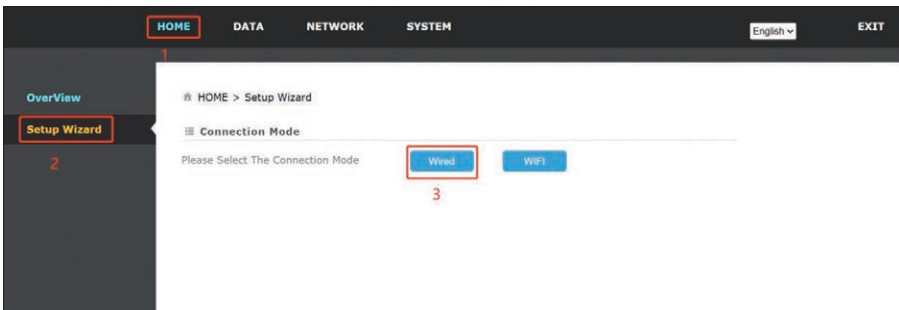 HOME DATA NETWORK SYSTEM English EXIT
1
OverView
HOME > Setup Wizard
Setup Wizard
Connection Mode
2
Please Select The Connection Mode Wired WIFI
3